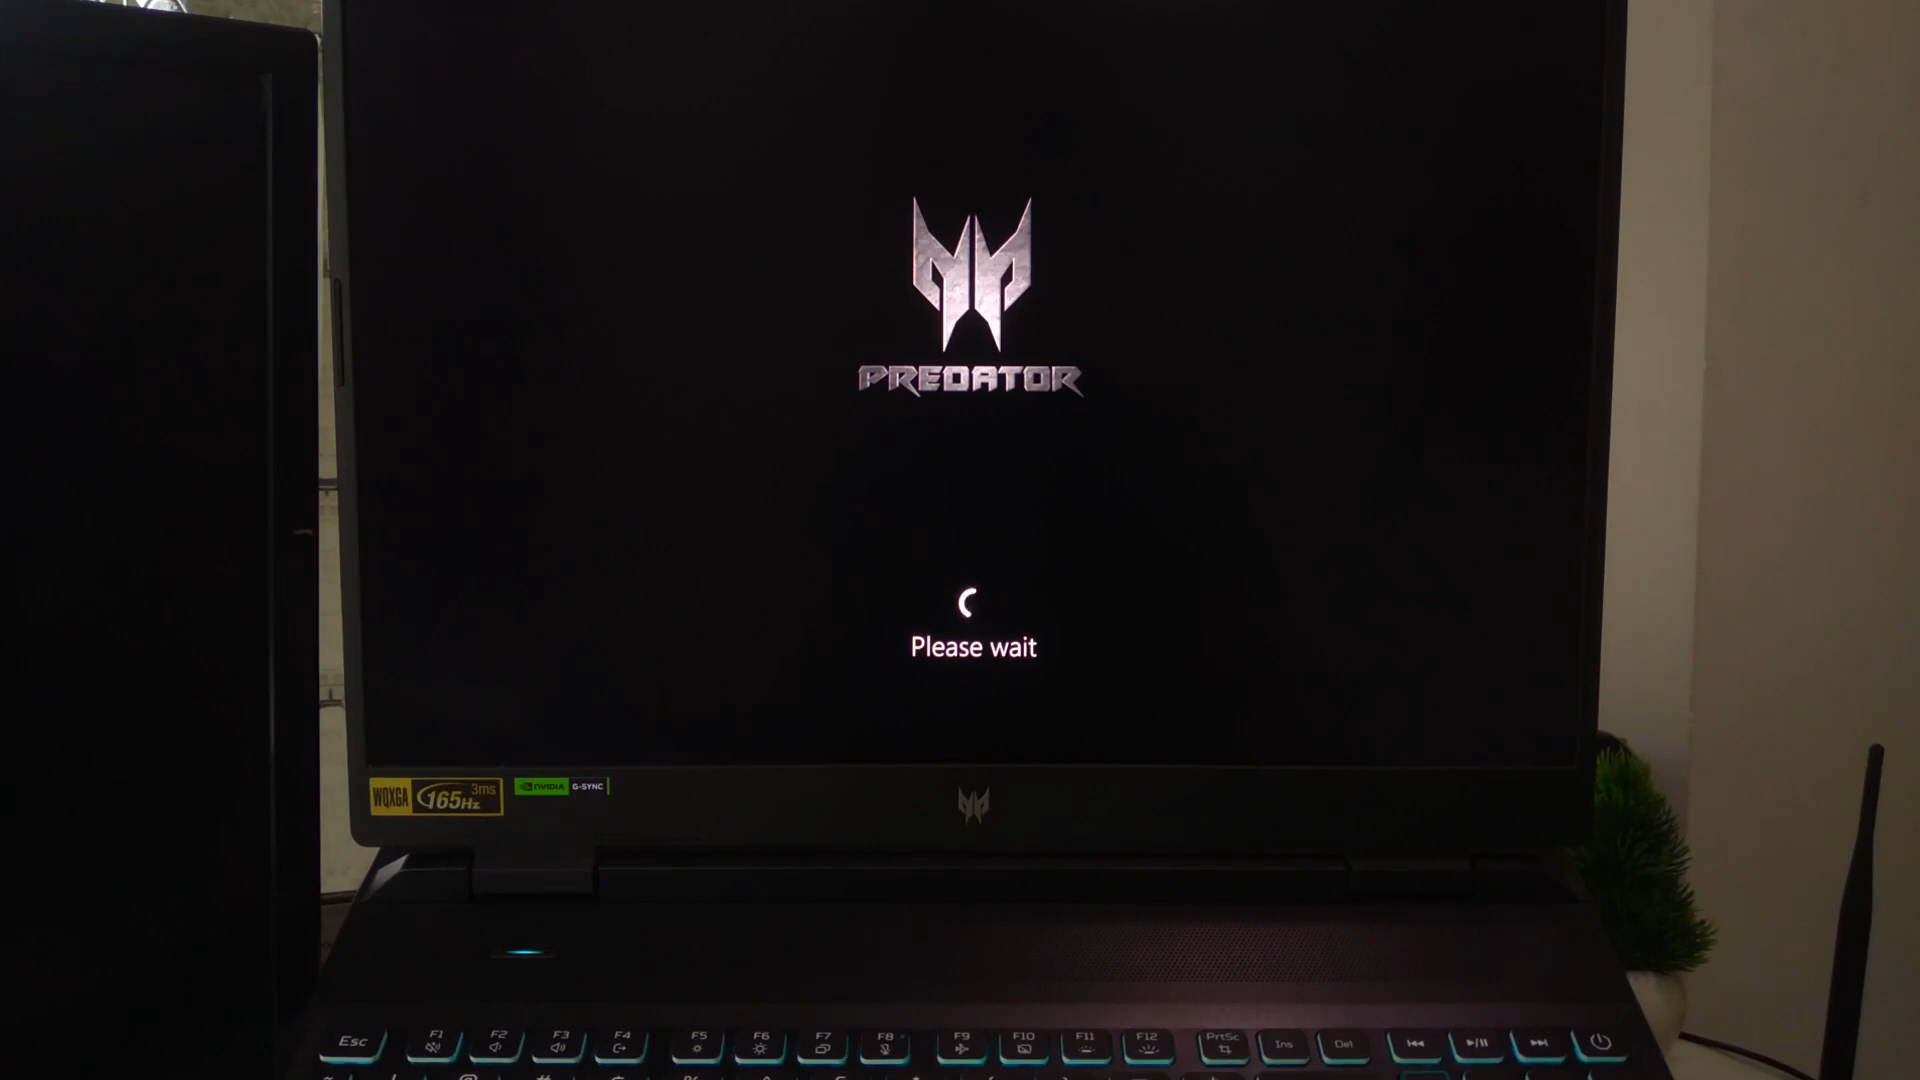 PREDATOR
Please wait
WQXGA 165Hz 3ms
NVIDIA G-SYNC
Esc F1 F2 F3 F4 F5 F6 F7 F8 F9 F10 F11 F12 PrtSc Ins Del